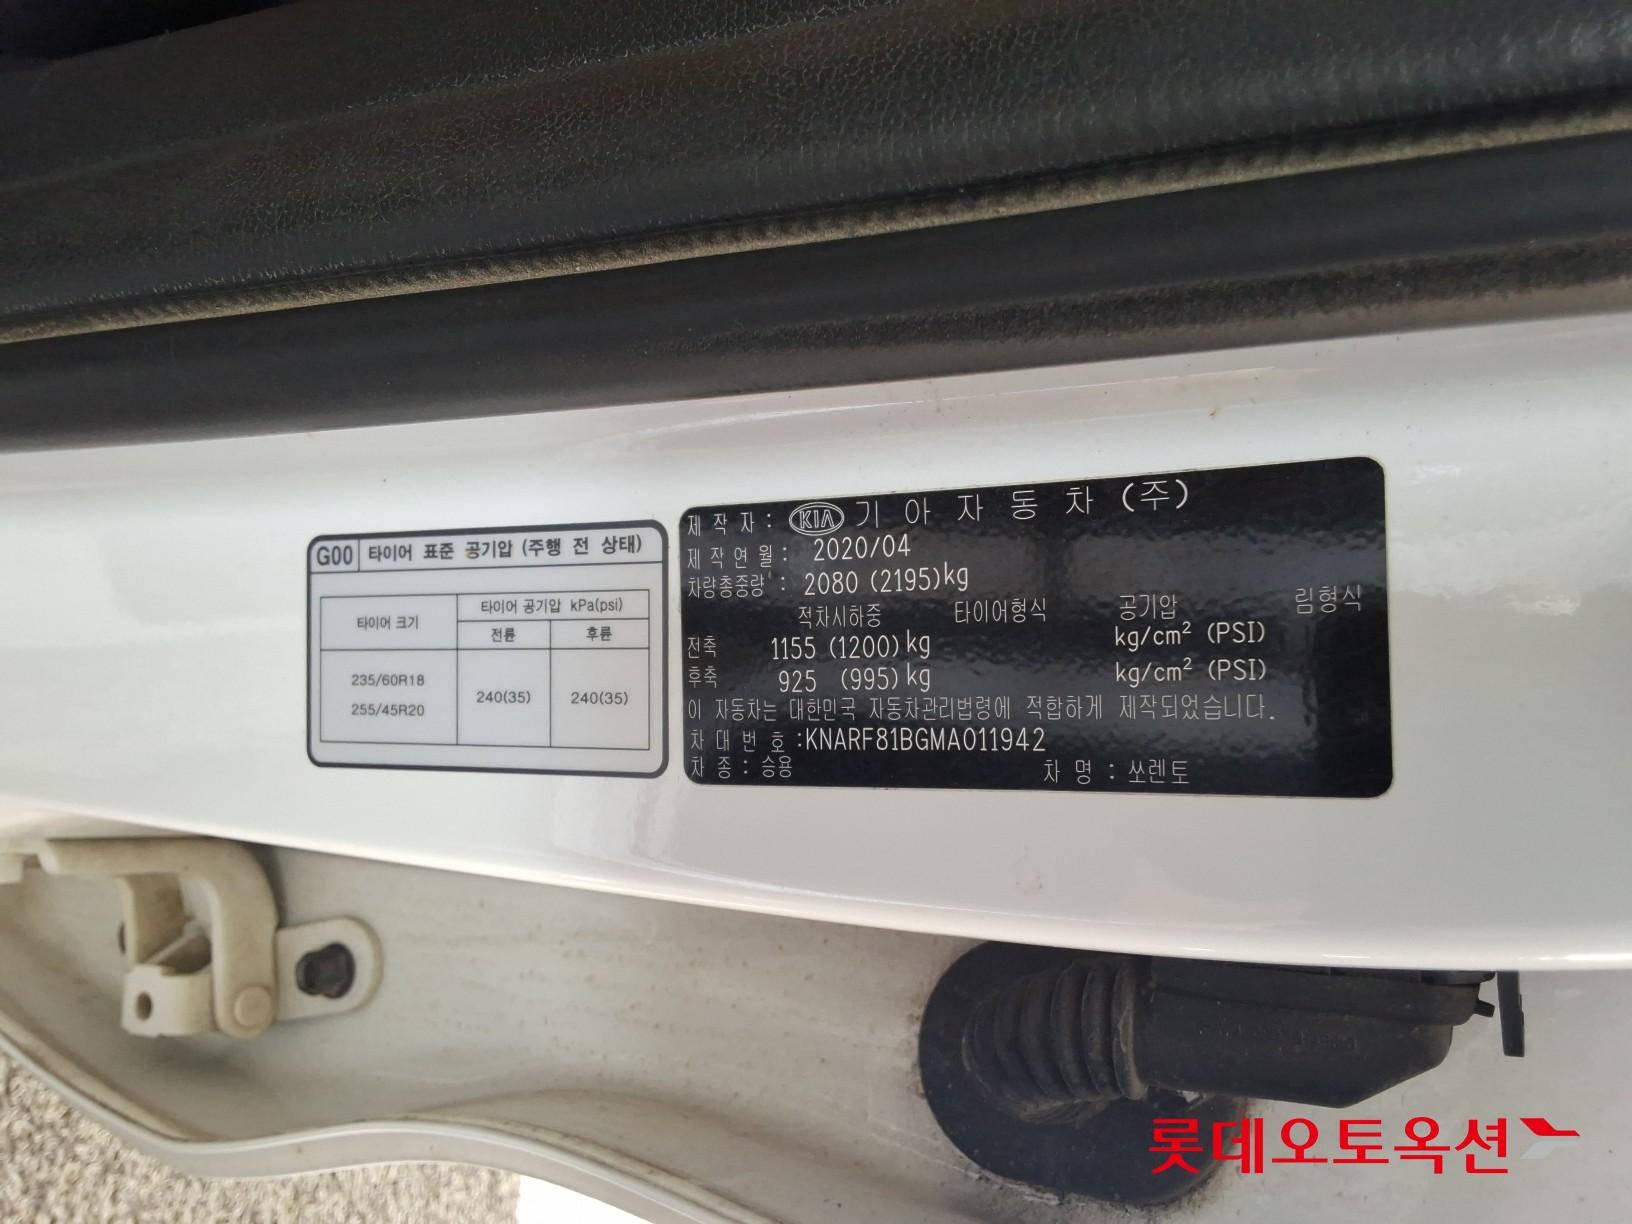 G00 타이어 표준 공기압 (주행 전 상태)
타이어 크기
타이어 공기압 kPa(psi)
전륜 후륜
235/60R18
255/45R20
240(35) 240(35)
제 작 자 : KIA 기 아 자 동 차 (주)
제 작 연 월 : 2020/04
차량총중량 : 2080 (2195)kg
적차시하중 타이어형식 공기압 림형식
전축 1155 (1200)kg kg/cm² (PSI)
후축 925 (995)kg kg/cm² (PSI)
이 자동차는 대한민국 자동차관리법령에 적합하게 제작되었습니다.
차 대 번 호 :KNARF81BGMA011942
차 종 : 승용 차 명 : 쏘렌토
롯데오토옥션